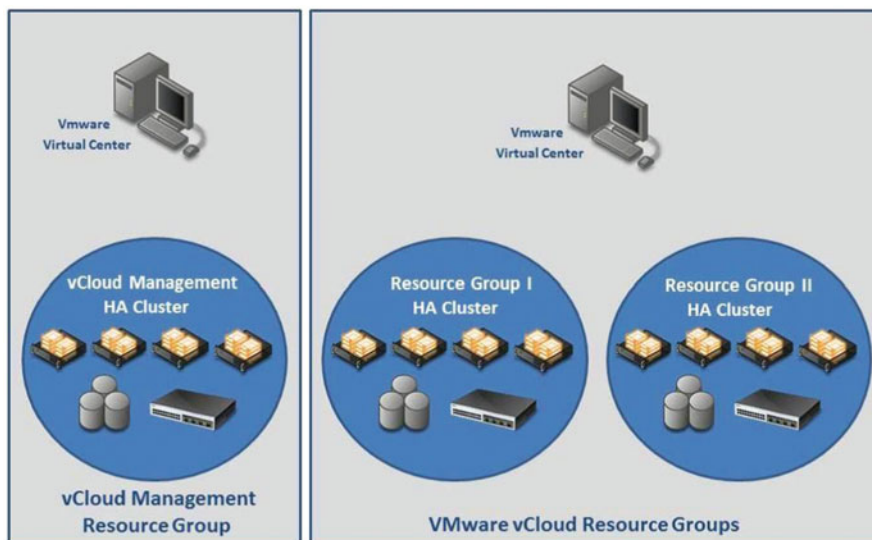 Vmware
Virtual Center
vCloud Management
HA Cluster
vCloud Management
Resource Group
Vmware
Virtual Center
Resource Group I
HA Cluster
Resource Group II
HA Cluster
VMware vCloud Resource Groups